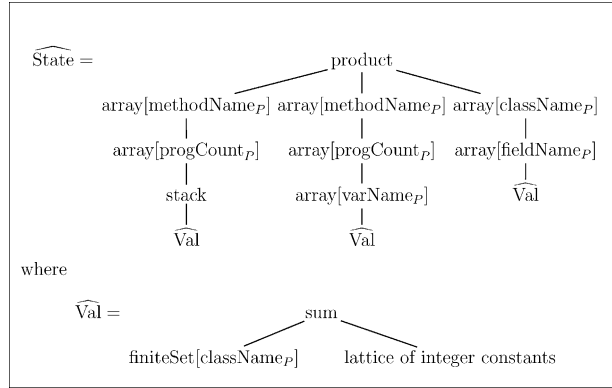 State^ = product
array[methodName_P] array[methodName_P] array[className_P]
array[progCount_P] array[progCount_P] array[fieldName_P]
stack array[varName_P] Val^
Val^ Val^
where
Val^ = sum
finiteSet[className_P] lattice of integer constants